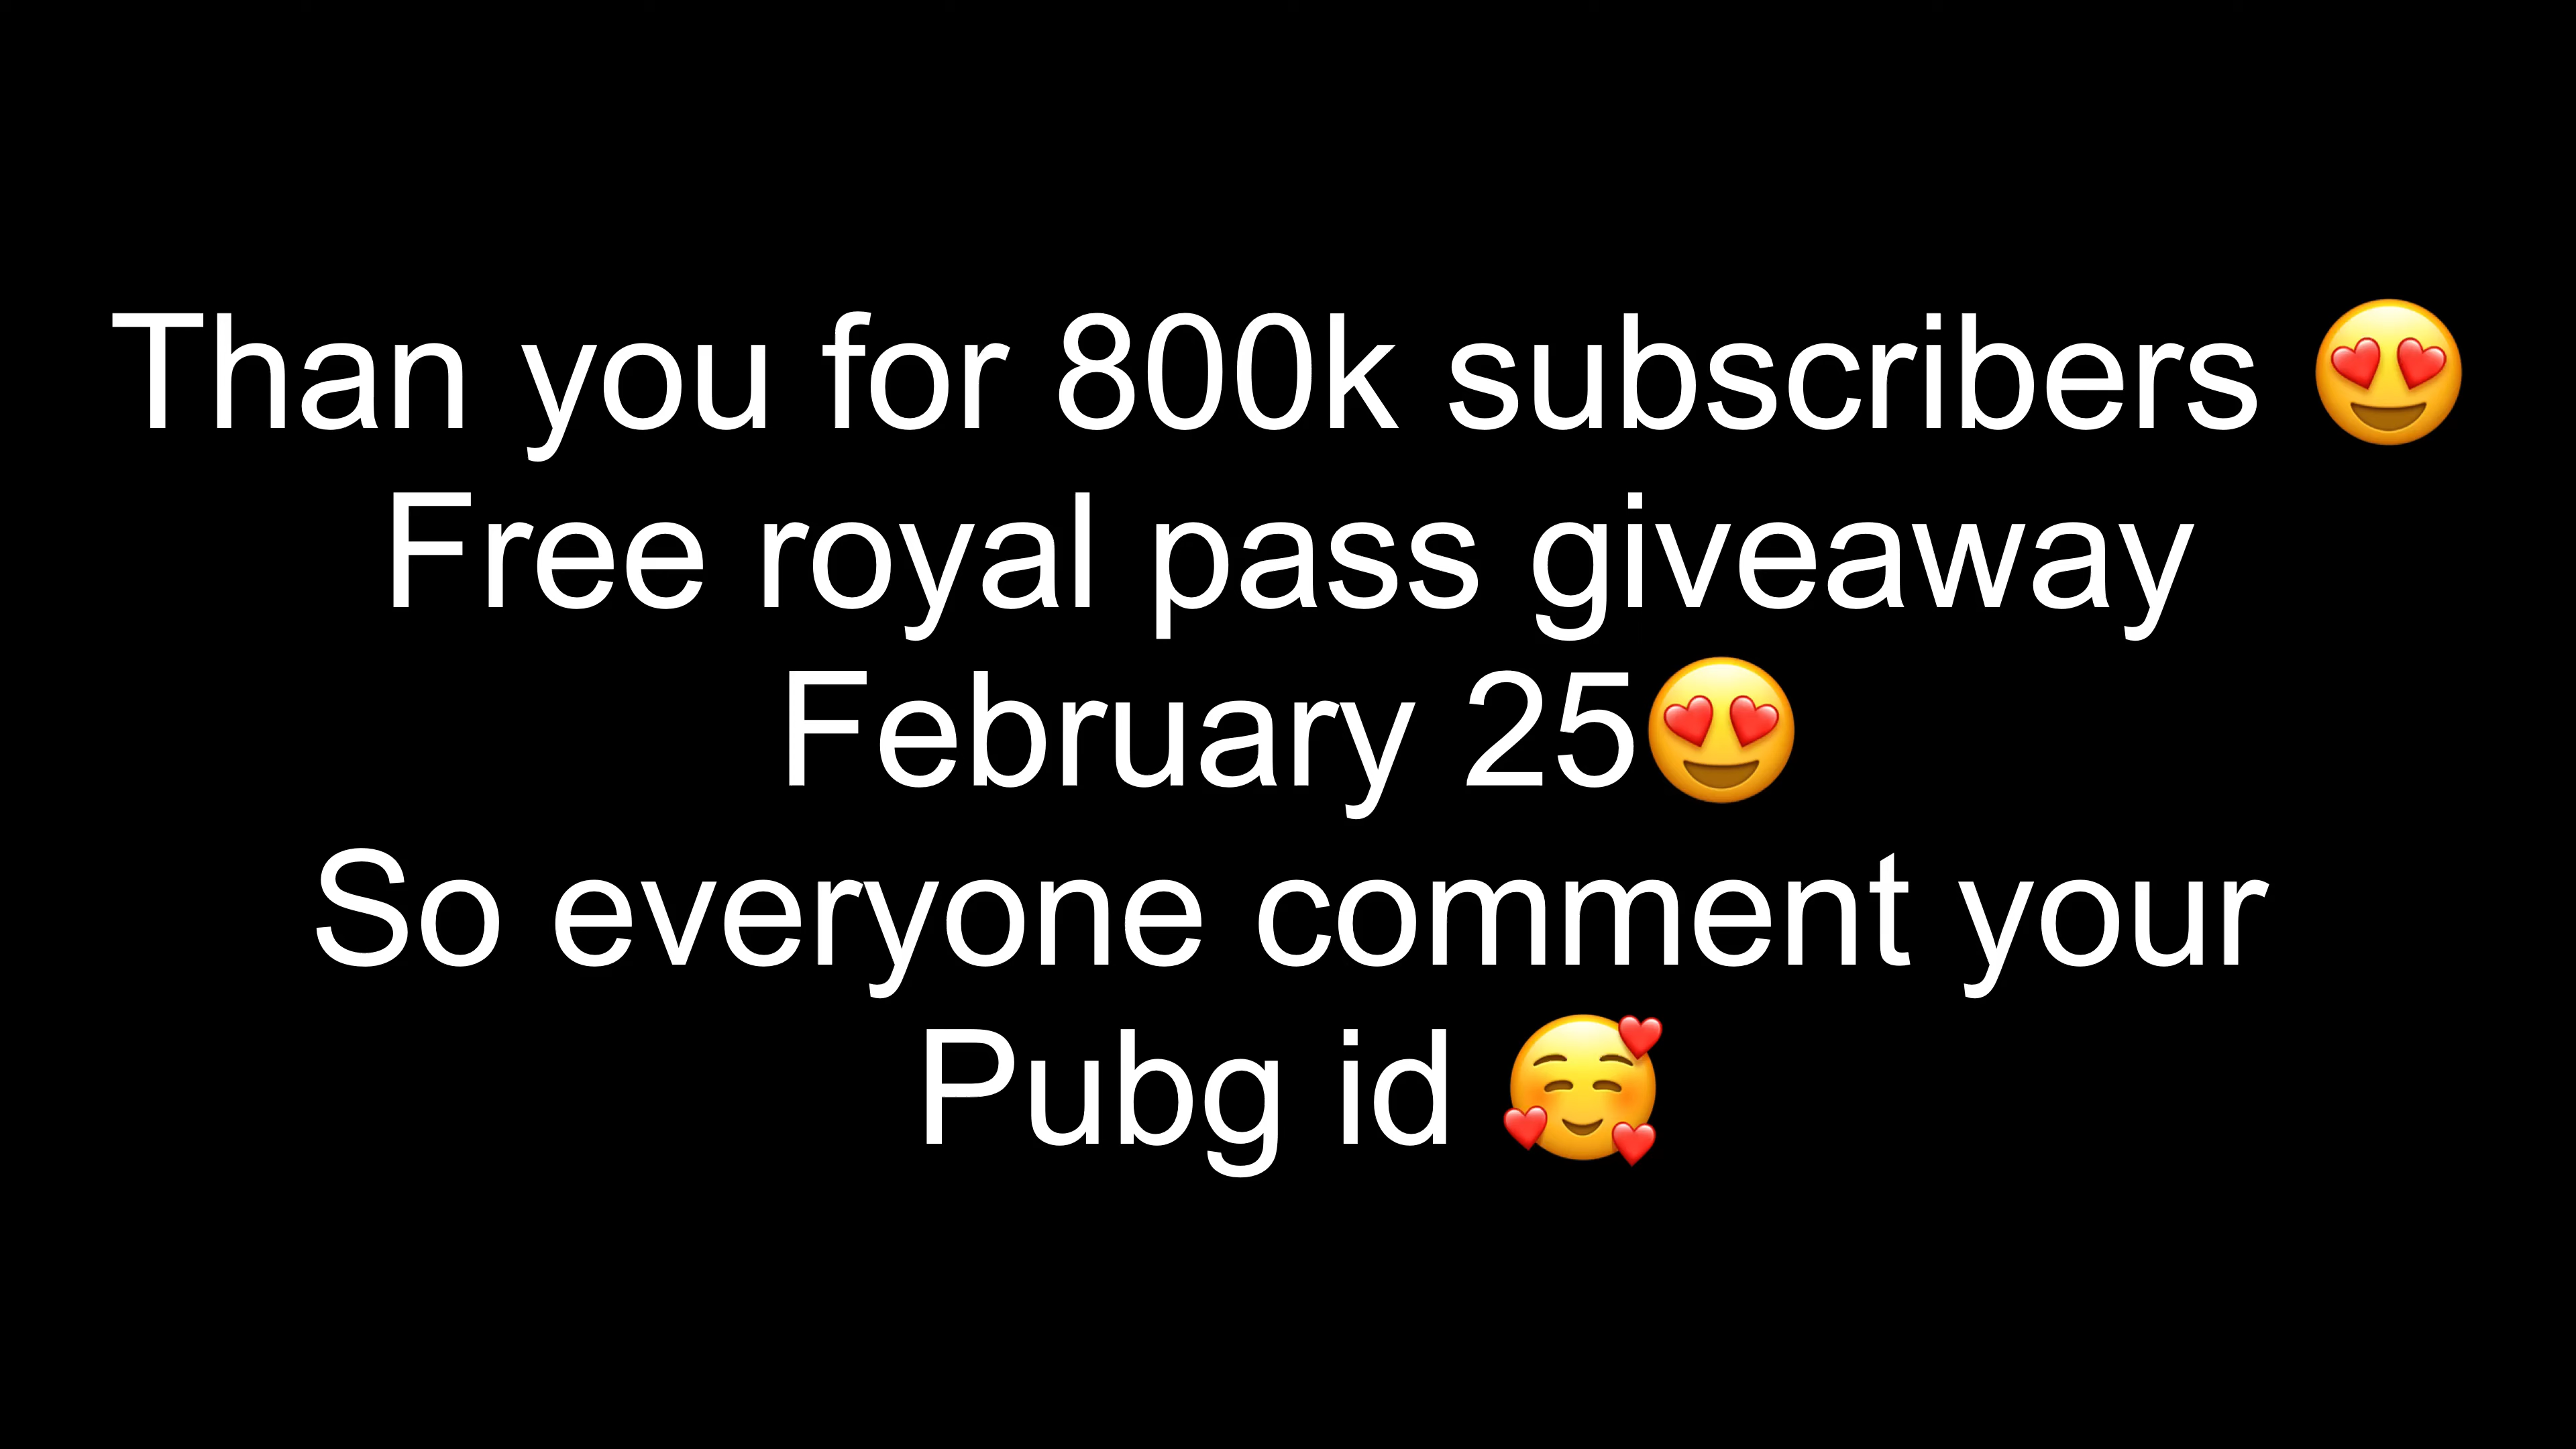 Than you for 800k subscribers 😍
Free royal pass giveaway
February 25😍
So everyone comment your
Pubg id 🥰